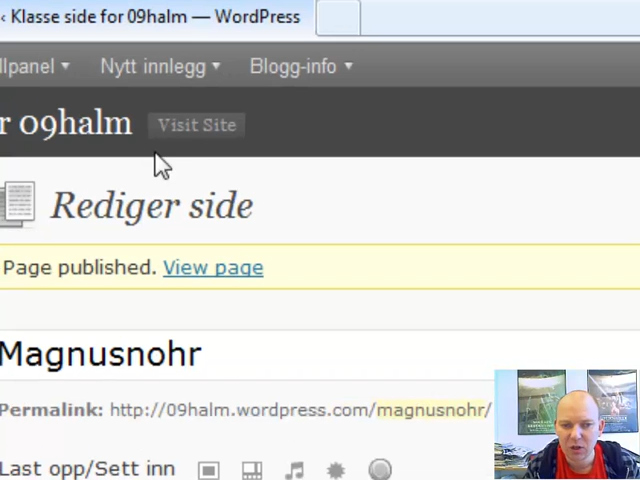 ‹ Klasse side for 09halm — WordPress
llpanel Nytt innlegg Blogg-info
r 09halm Visit Site
Rediger side
Page published. View page
Magnusnohr
Permalink: http://09halm.wordpress.com/magnusnohr/
Last opp/Sett inn